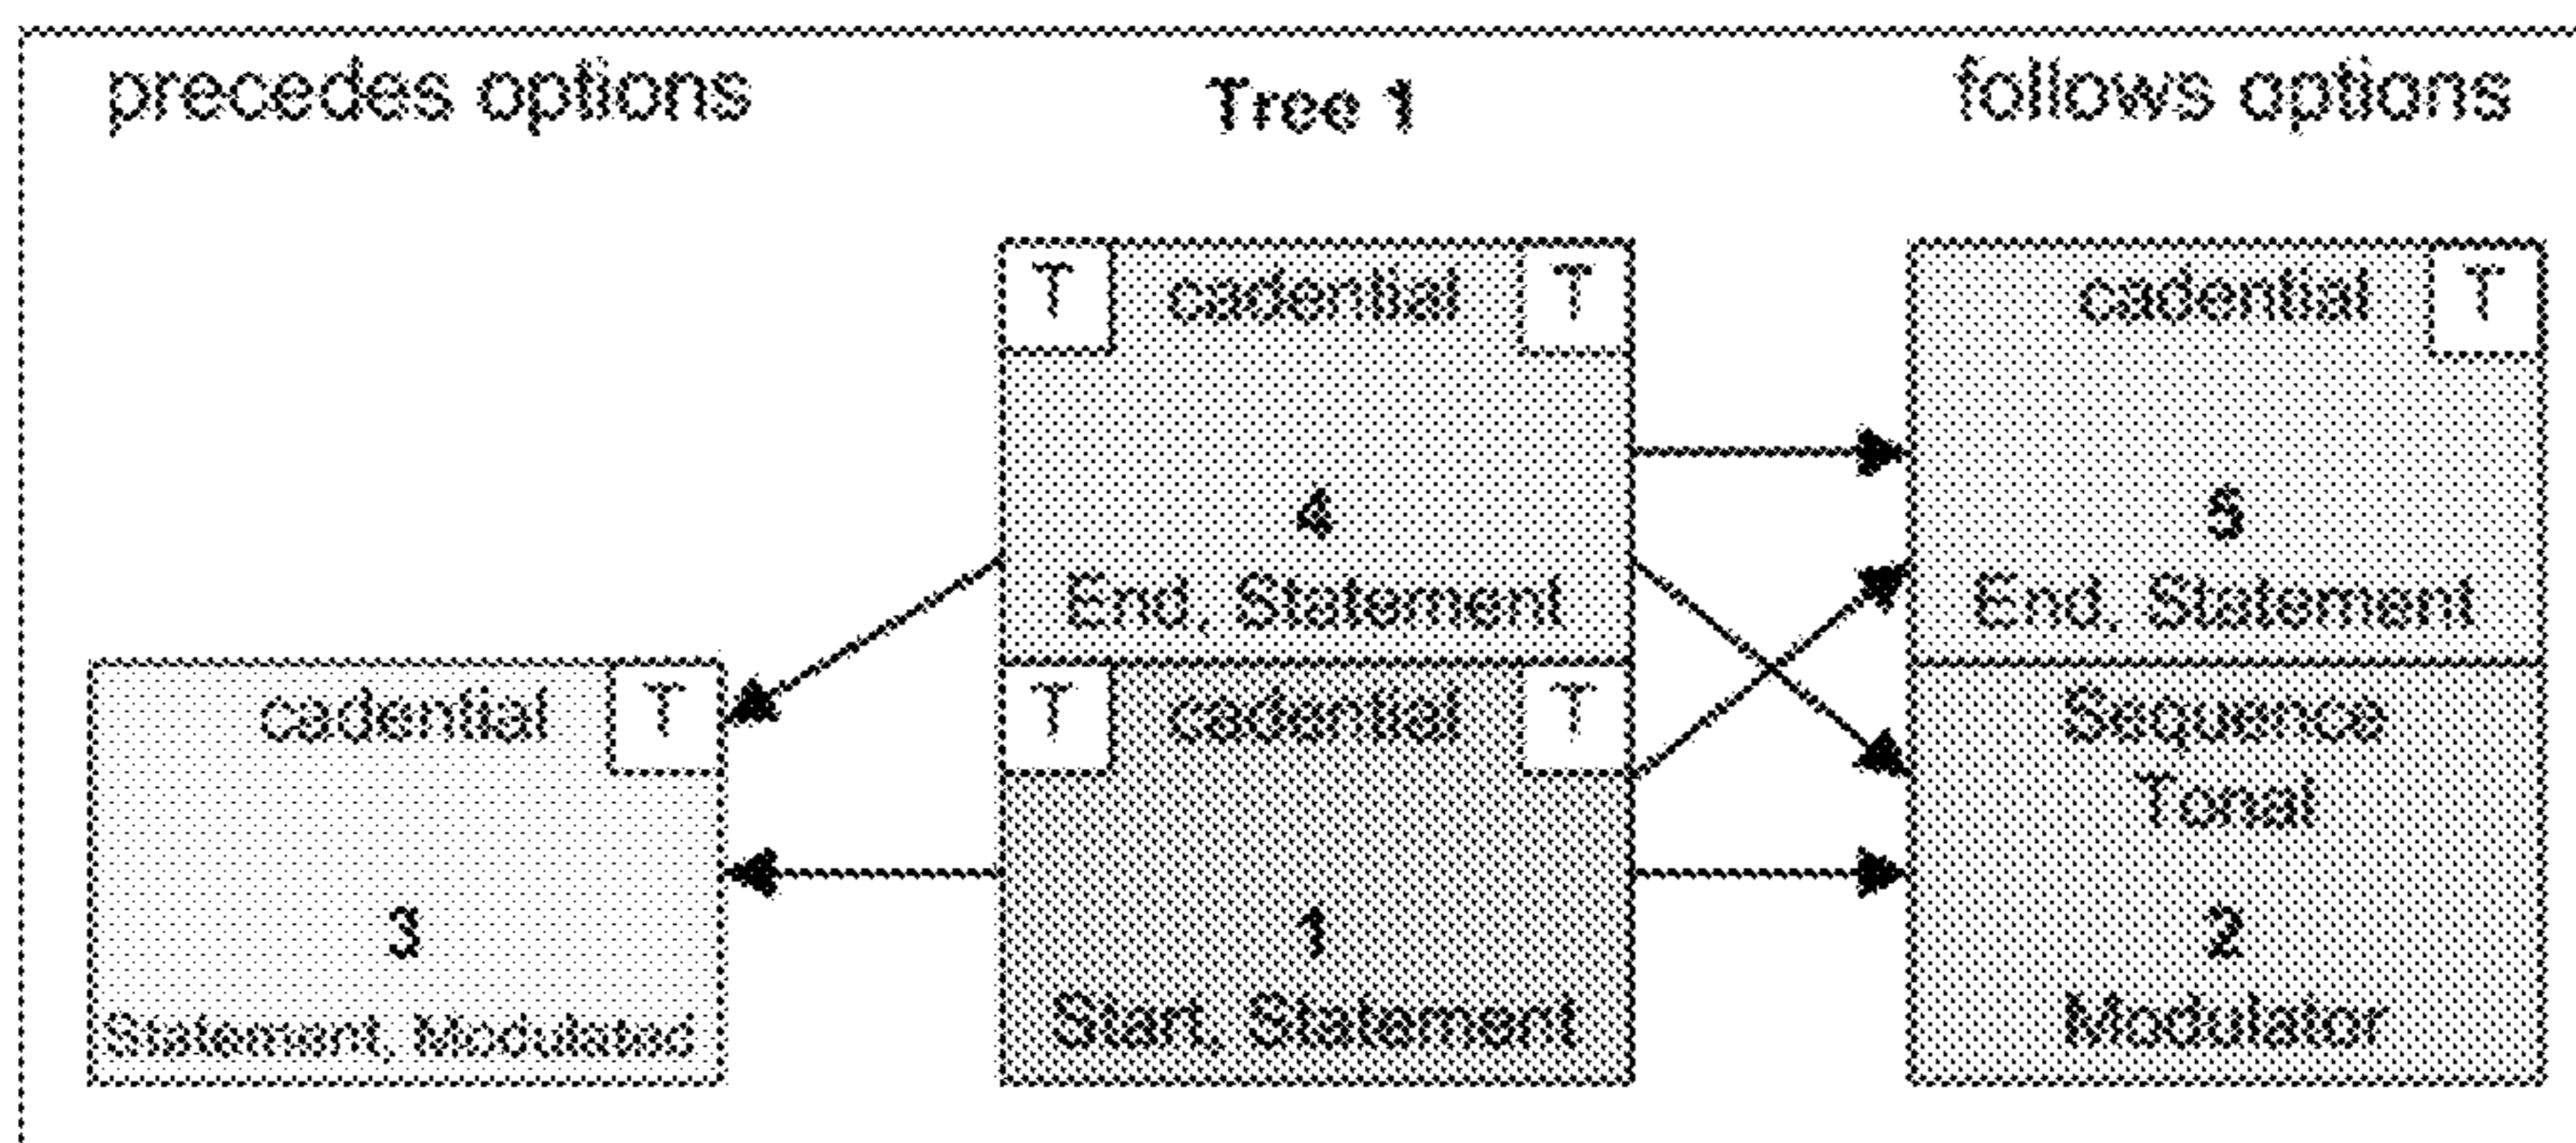 precedes options
Tree 1
follows options
T cadential T
4
End, Statement
cadential T
5
End, Statement
cadential T
3
Statement, Modulated
T cadential T
1
Start, Statement
Sequence
Tonal
2
Modulator